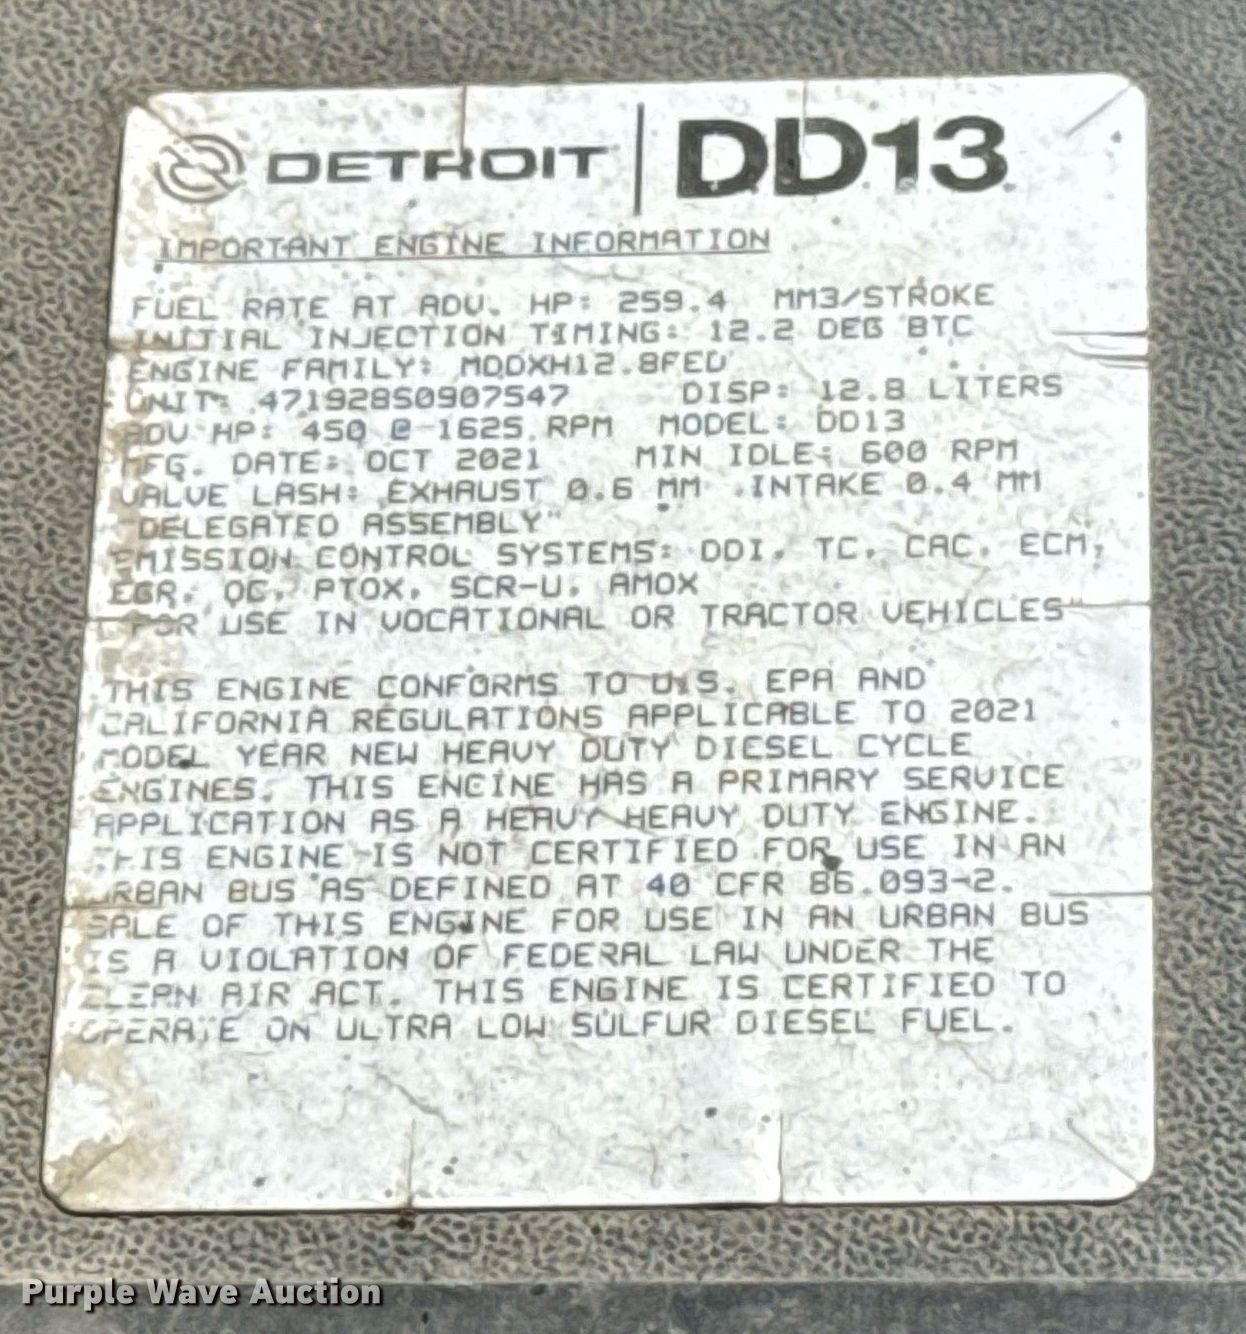 DETROIT | DD13
IMPORTANT ENGINE INFORMATION
FUEL RATE AT ADV. HP: 259.4 MM3/STROKE
INITIAL INJECTION TIMING: 12.2 DEG BTC
ENGINE FAMILY: MDDXH12.8FED
UNIT: 471928S0907547 DISP: 12.8 LITERS
ADV HP: 450 @ 1625 RPM MODEL: DD13
MFG. DATE: OCT 2021 MIN IDLE: 600 RPM
VALVE LASH: EXHAUST 0.6 MM INTAKE 0.4 MM
"DELEGATED ASSEMBLY"
EMISSION CONTROL SYSTEMS: DDI, TC, CAC, ECM,
EGR, OC, PTOX, SCR-U, AMOX
"FOR USE IN VOCATIONAL OR TRACTOR VEHICLES"
THIS ENGINE CONFORMS TO U.S. EPA AND
CALIFORNIA REGULATIONS APPLICABLE TO 2021
MODEL YEAR NEW HEAVY DUTY DIESEL CYCLE
ENGINES. THIS ENGINE HAS A PRIMARY SERVICE
APPLICATION AS A HEAVY HEAVY DUTY ENGINE.
THIS ENGINE IS NOT CERTIFIED FOR USE IN AN
URBAN BUS AS DEFINED AT 40 CFR 86.093-2.
SALE OF THIS ENGINE FOR USE IN AN URBAN BUS
IS A VIOLATION OF FEDERAL LAW UNDER THE
CLEAN AIR ACT. THIS ENGINE IS CERTIFIED TO
OPERATE ON ULTRA LOW SULFUR DIESEL FUEL.
Purple Wave Auction